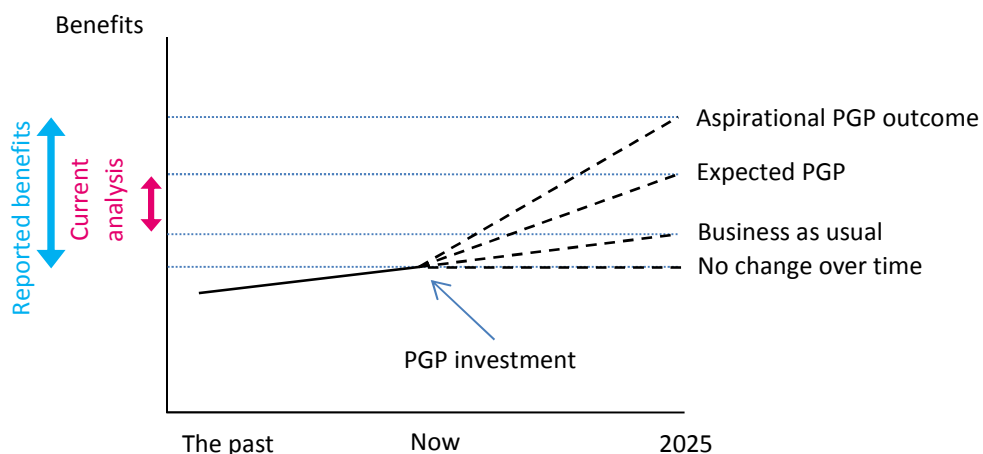 Benefits
Reported benefits
Current
analysis
Aspirational PGP outcome
Expected PGP
Business as usual
No change over time
PGP investment
The past
Now
2025